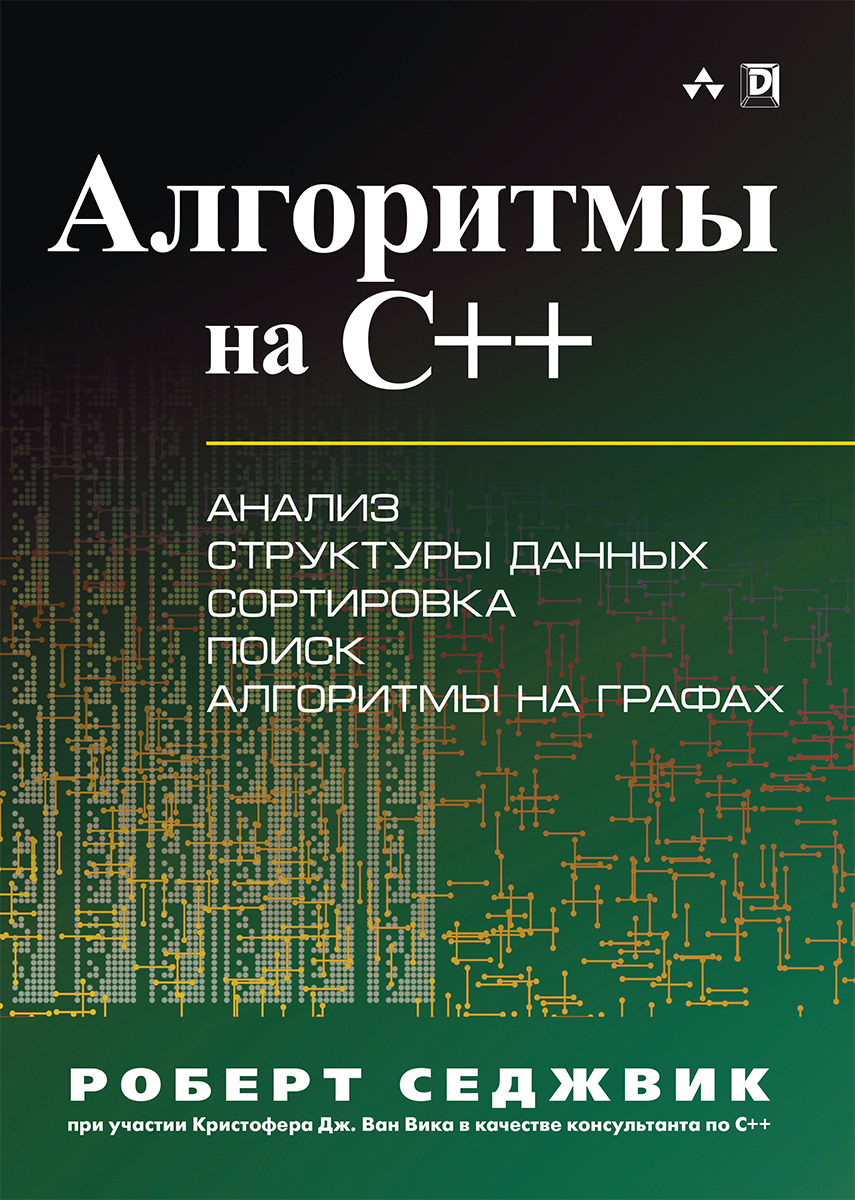 D
Алгоритмы
на C++
АНАЛИЗ
СТРУКТУРЫ ДАННЫХ
СОРТИРОВКА
ПОИСК
АЛГОРИТМЫ НА ГРАФАХ
РОБЕРТ СЕДЖВИК
при участии Кристофера Дж. Ван Вика в качестве консультанта по C++